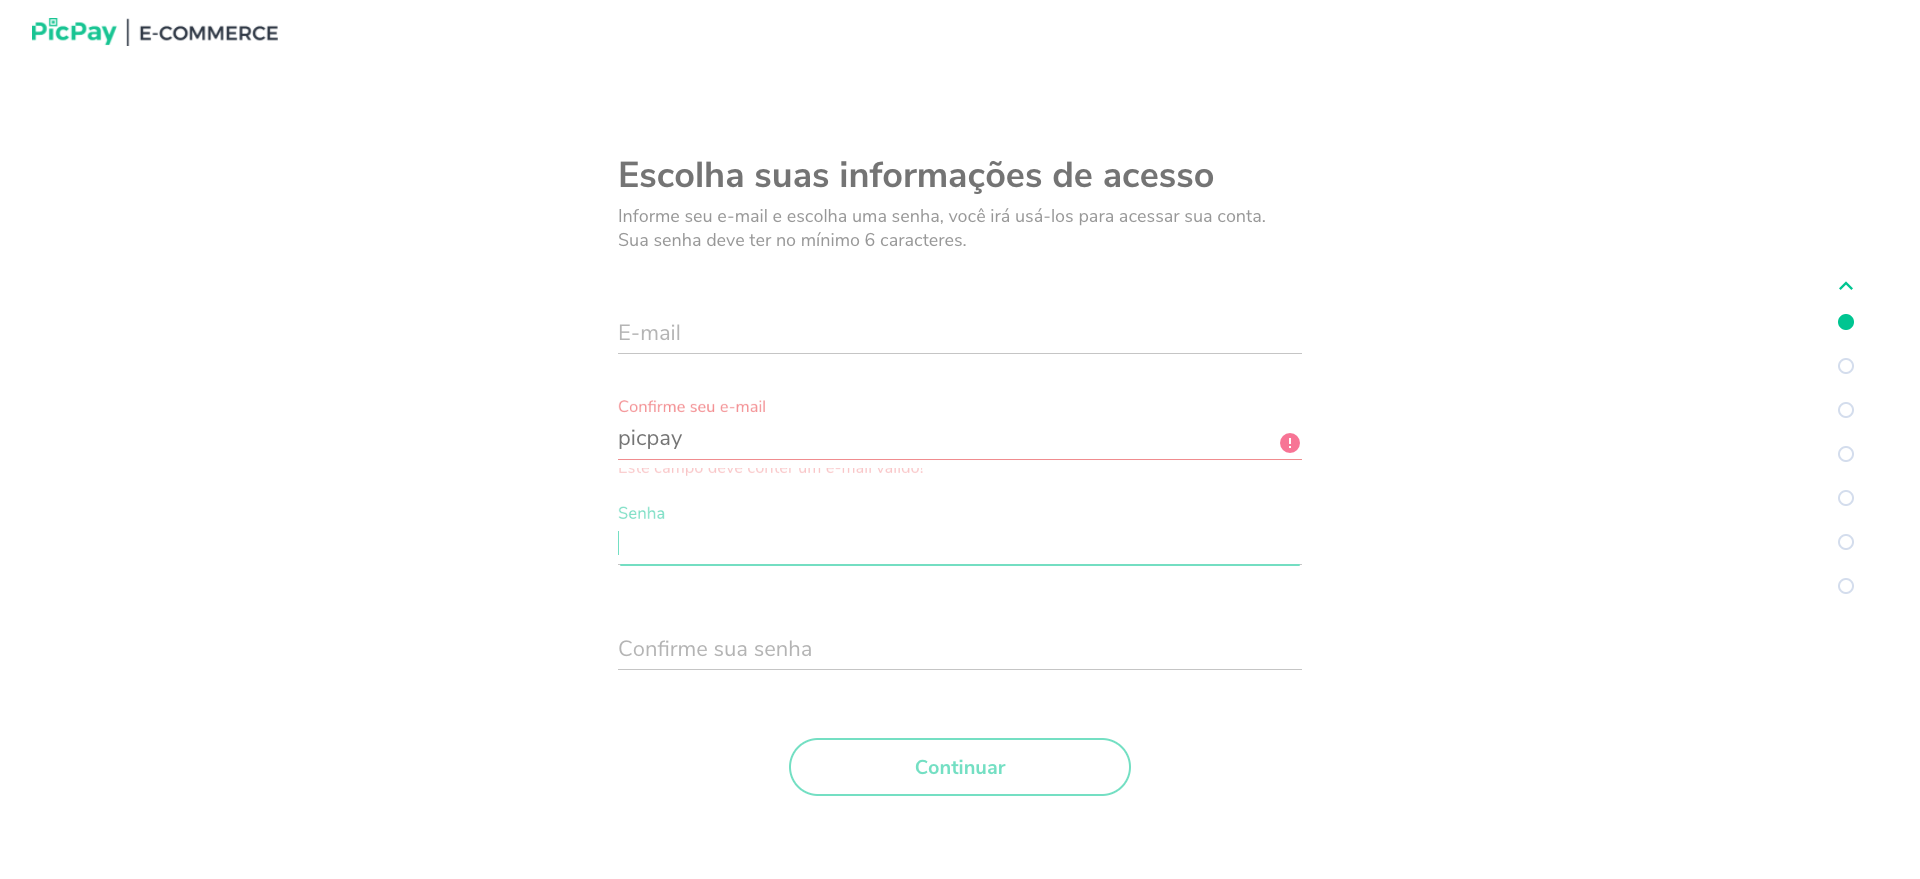 PicPay | E-COMMERCE
Escolha suas informações de acesso
Informe seu e-mail e escolha uma senha, você irá usá-los para acessar sua conta.
Sua senha deve ter no mínimo 6 caracteres.
E-mail
Confirme seu e-mail
picpay
Este campo deve conter um e-mail válido!
Senha
Confirme sua senha
Continuar